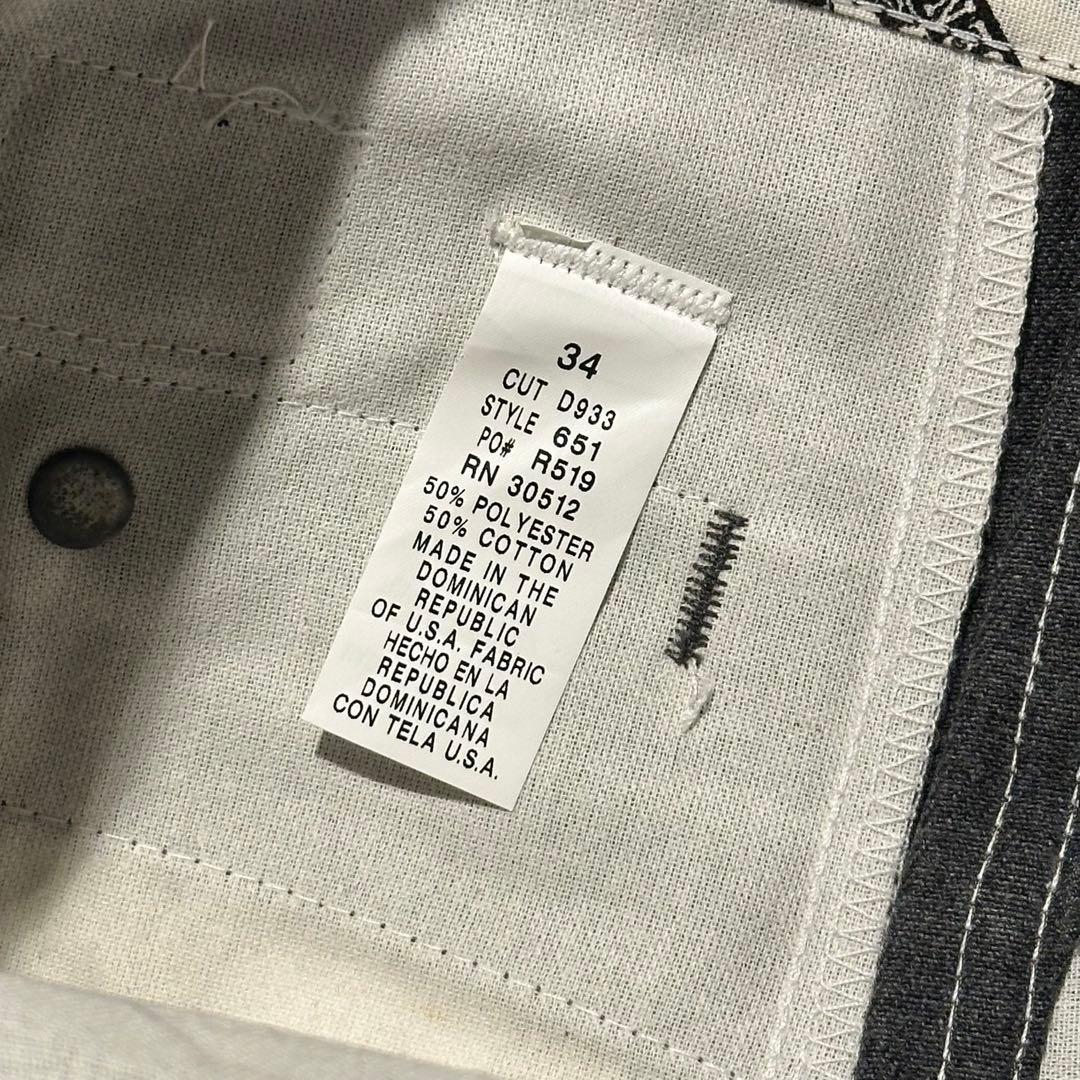 34
CUT D933
STYLE 651
PO# R519
RN 30512
50% POLYESTER
50% COTTON
MADE IN THE
DOMINICAN
REPUBLIC
OF U.S.A. FABRIC
HECHO EN LA
REPUBLICA
DOMINICANA
CON TELA U.S.A.